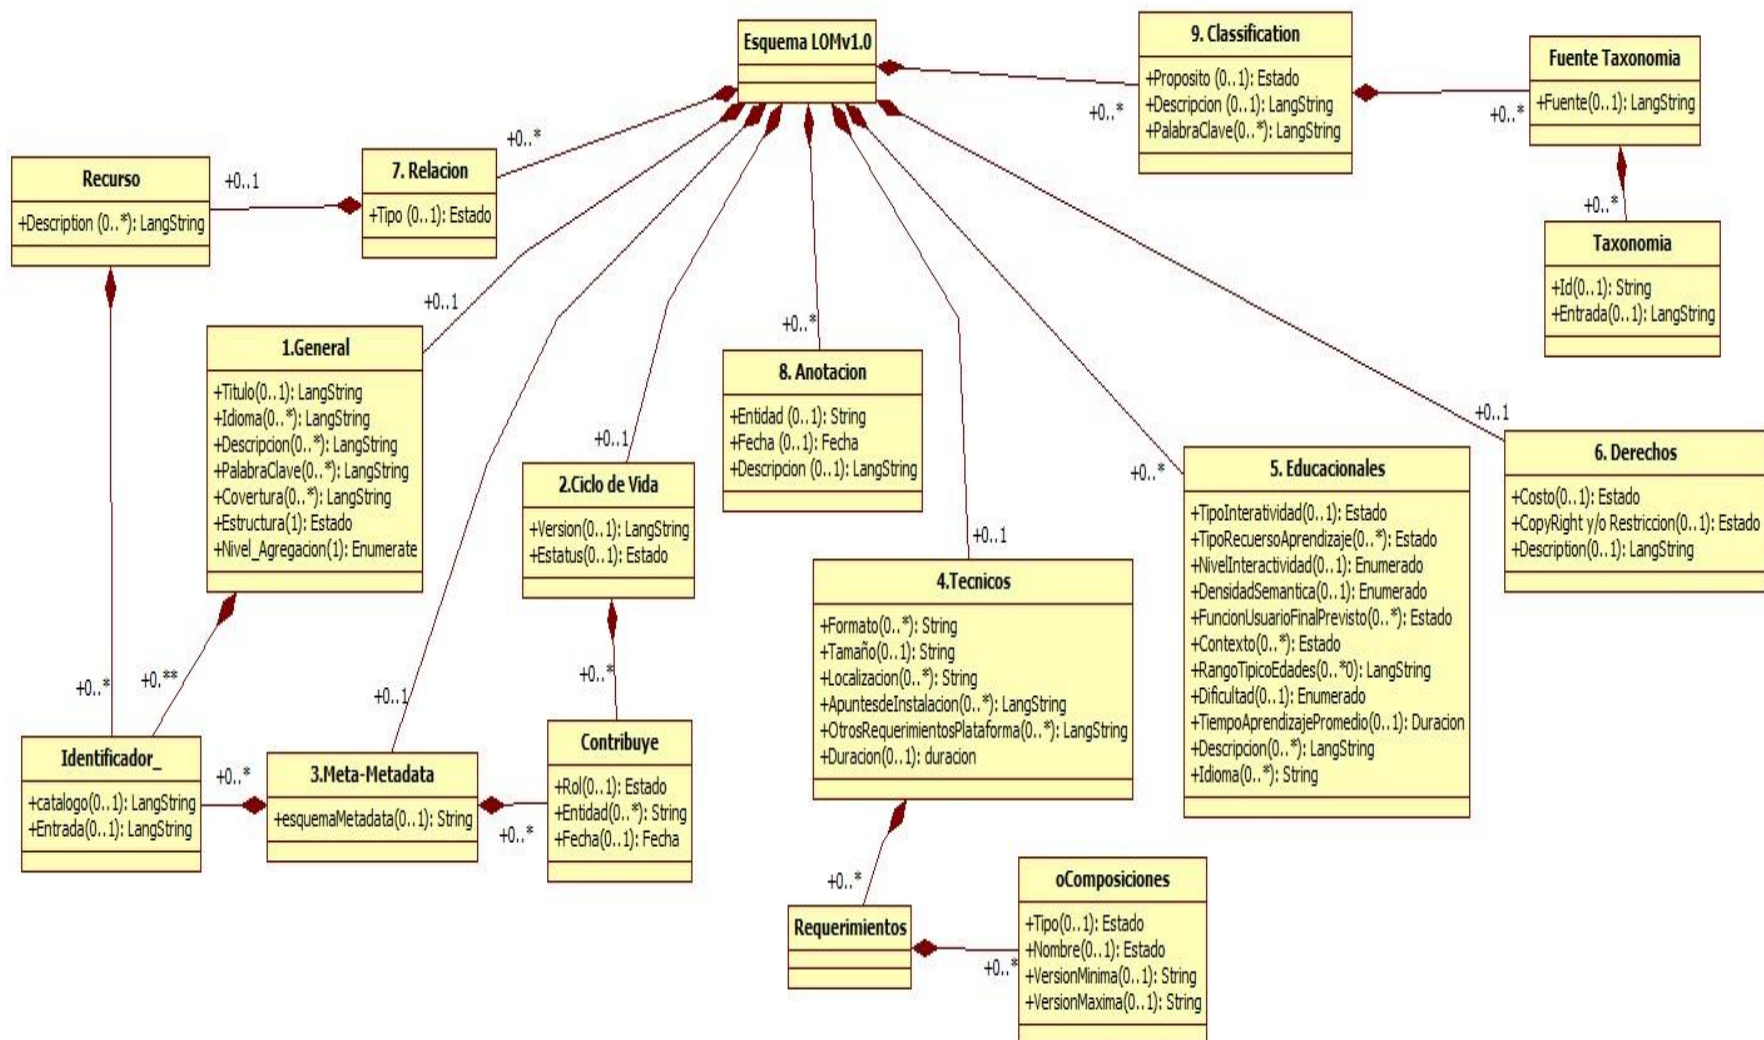 Esquema LOMv1.0
9. Classification
+Proposito (0..1): Estado
+Descripcion (0..1): LangString
+PalabraClave(0..*): LangString
+0..*
Fuente Taxonomia
+Fuente(0..1): LangString
+0..*
Taxonomia
+Id(0..1): String
+Entrada(0..1): LangString
+0..*
7. Relacion
+Tipo (0..1): Estado
+0..*
Recurso
+Description (0..*): LangString
+0..1
1.General
+Titulo(0..1): LangString
+Idioma(0..*): LangString
+Descripcion(0..*): LangString
+PalabraClave(0..*): LangString
+Covertura(0..*): LangString
+Estructura(1): Estado
+Nivel_Agregacion(1): Enumerate
+0..1
8. Anotacion
+Entidad (0..1): String
+Fecha (0..1): Fecha
+Descripcion (0..1): LangString
+0..*
2.Ciclo de Vida
+Version(0..1): LangString
+Estatus(0..1): Estado
+0..1
5. Educacionales
+TipoInteratividad(0..1): Estado
+TipoRecuersoAprendizaje(0..*): Estado
+NivelInteractividad(0..1): Enumerado
+DensidadSemantica(0..1): Enumerado
+FuncionUsuarioFinalPrevisto(0..*): Estado
+Contexto(0..*): Estado
+RangoTipicoEdades(0..*0): LangString
+Dificultad(0..1): Enumerado
+TiempoAprendizajePromedio(0..1): Duracion
+Descripcion(0..*): LangString
+Idioma(0..*): String
+0..*
6. Derechos
+Costo(0..1): Estado
+CopyRight y/o Restriccion(0..1): Estado
+Description(0..1): LangString
+0..1
4.Tecnicos
+Formato(0..*): String
+Tamaño(0..1): String
+Localizacion(0..*): String
+ApuntesdeInstalacion(0..*): LangString
+OtrosRequerimientosPlataforma(0..*): LangString
+Duracion(0..1): duracion
+0..1
Identificador_
+catalogo(0..1): LangString
+Entrada(0..1): LangString
+0..*
+0.**
+0..*
3.Meta-Metadata
+esquemaMetadata(0..1): String
+0..1
Contribuye
+Rol(0..1): Estado
+Entidad(0..*): String
+Fecha(0..1): Fecha
+0..*
+0..*
Requerimientos
+0..*
oComposiciones
+Tipo(0..1): Estado
+Nombre(0..1): Estado
+VersionMinima(0..1): String
+VersionMaxima(0..1): String
+0..*